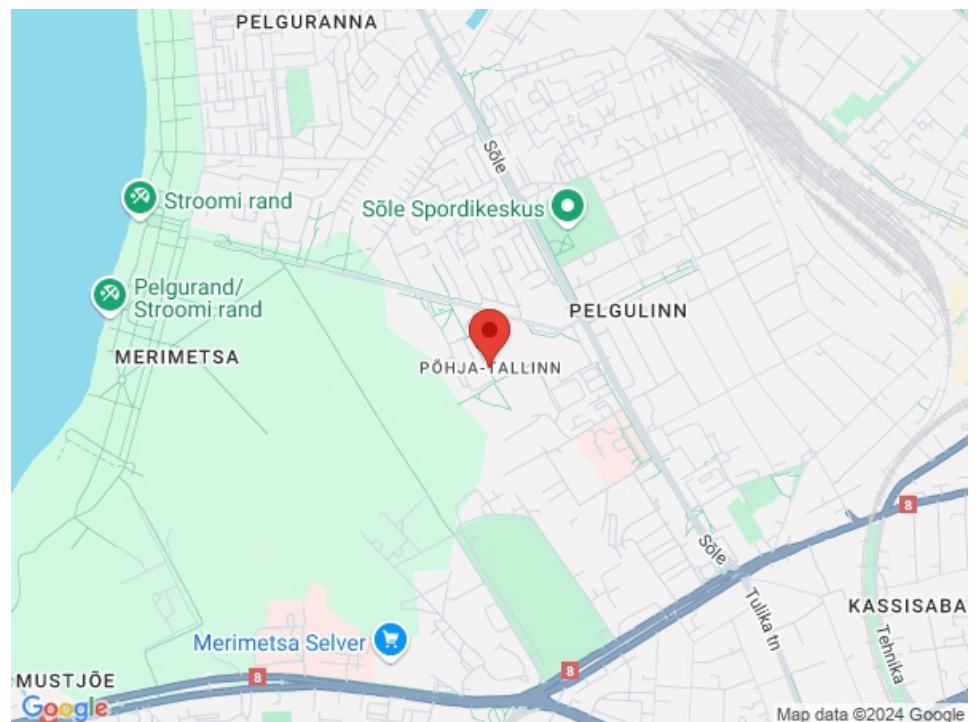 PELGURANNA
Sõle
Stroomi rand
Sõle Spordikeskus
Pelgurand/
Stroomi rand
PELGULINN
MERIMETSA
PÕHJA-TALLINN
8
Sõle
Tulika tn
KASSISABA
Tehnika
Merimetsa Selver
8
8
MUSTJÕE
Google
Map data ©2024 Google